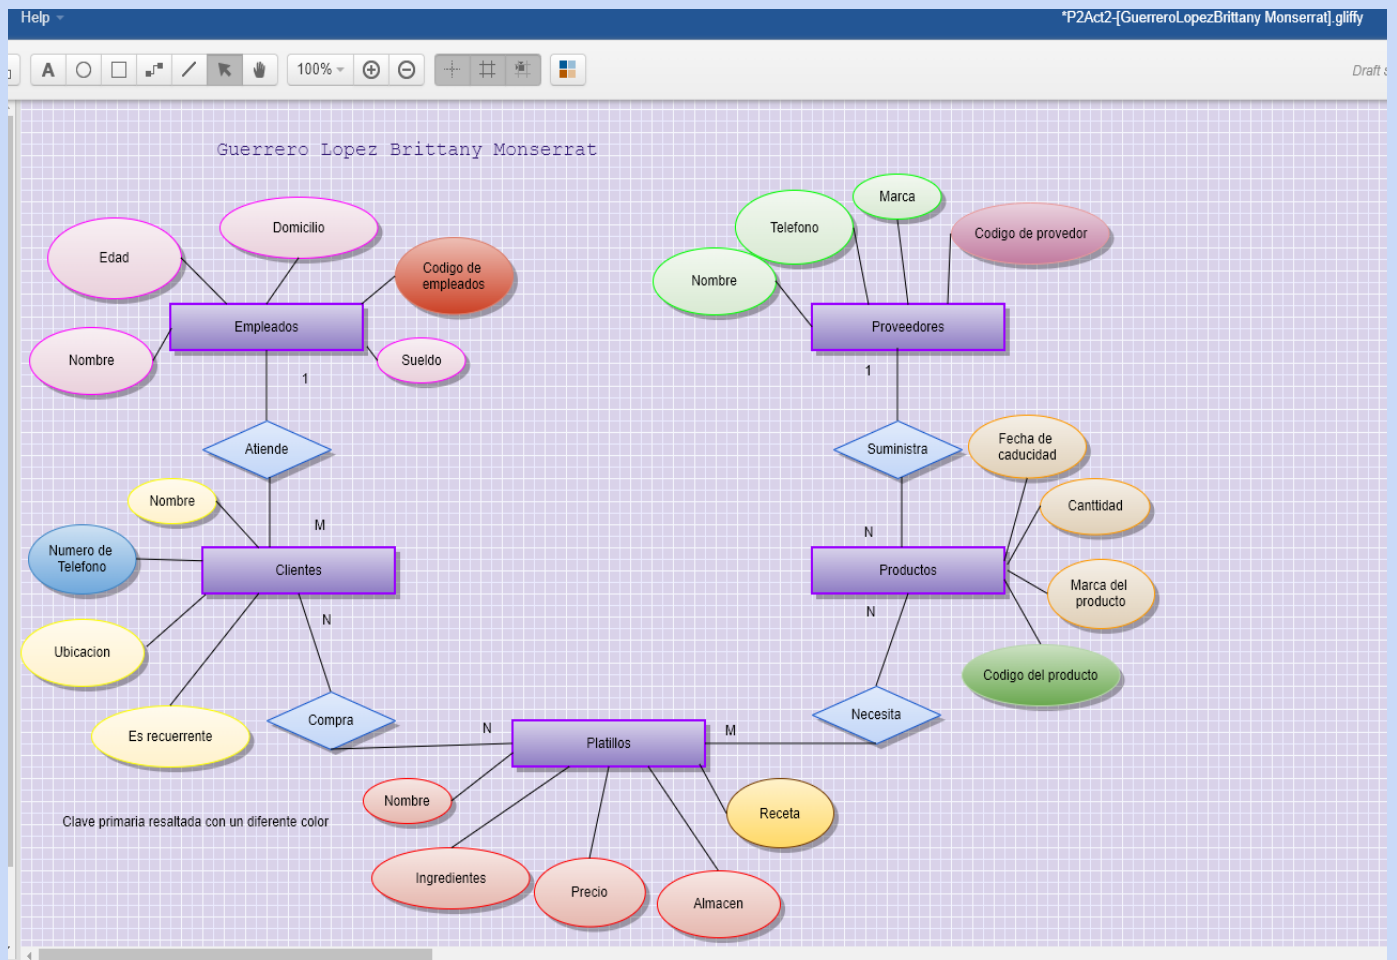 Help
*P2Act2-[GuerreroLopezBrittany Monserrat].gliffy
A
100%
Draft
Guerrero Lopez Brittany Monserrat
Edad
Domicilio
Codigo de
empleados
Empleados
Nombre
Sueldo
1
Atiende
M
Nombre
Numero de
Telefono
Clientes
Ubicacion
Es recuerrente
N
Compra
N
Platillos
M
Nombre
Ingredientes
Precio
Almacen
Receta
Clave primaria resaltada con un diferente color
Marca
Telefono
Codigo de provedor
Nombre
Proveedores
1
Suministra
N
Fecha de
caducidad
Canttidad
Productos
Marca del
producto
Codigo del producto
N
Necesita